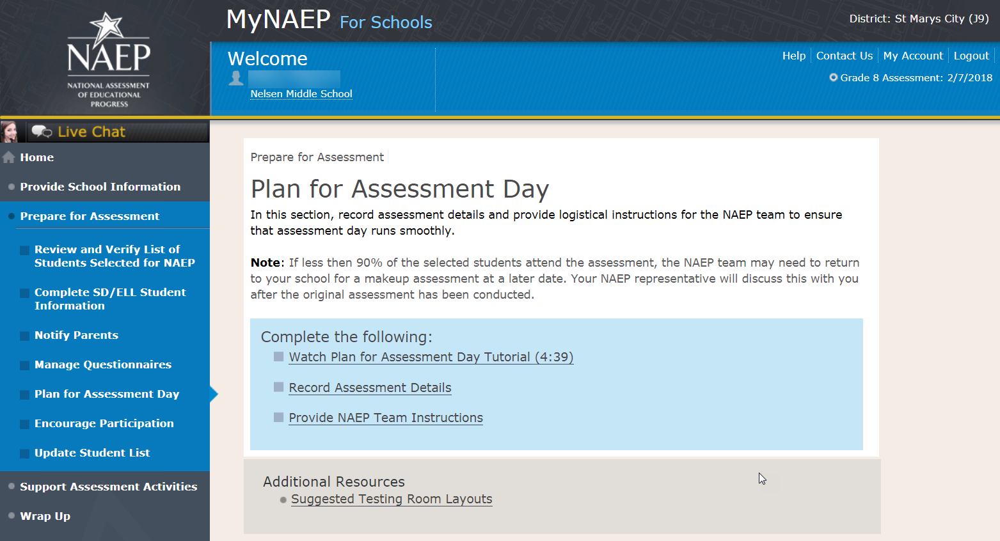 NAEP
NATIONAL ASSESSMENT
OF EDUCATIONAL
PROGRESS
MyNAEP For Schools
District: St Marys City (J9)
Welcome
Nelsen Middle School
Help
Contact Us
My Account
Logout
Grade 8 Assessment: 2/7/2018
Live Chat
Home
Provide School Information
Prepare for Assessment
Review and Verify List of
Students Selected for NAEP
Complete SD/ELL Student
Information
Notify Parents
Manage Questionnaires
Plan for Assessment Day
Encourage Participation
Update Student List
Support Assessment Activities
Wrap Up
Prepare for Assessment
Plan for Assessment Day
In this section, record assessment details and provide logistical instructions for the NAEP team to ensure
that assessment day runs smoothly.
Note: If less then 90% of the selected students attend the assessment, the NAEP team may need to return
to your school for a makeup assessment at a later date. Your NAEP representative will discuss this with you
after the original assessment has been conducted.
Complete the following:
Watch Plan for Assessment Day Tutorial (4:39)
Record Assessment Details
Provide NAEP Team Instructions
Additional Resources
Suggested Testing Room Layouts